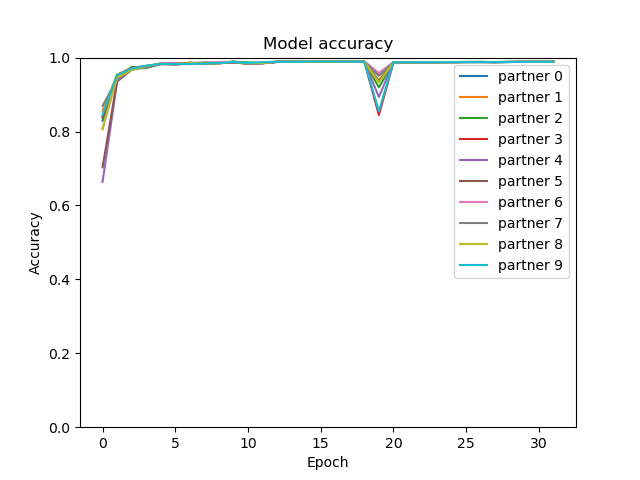 Model accuracy
1.0
0.8
0.6
0.4
0.2
0.0
Accuracy
0 5 10 15 20 25 30
Epoch
partner 0
partner 1
partner 2
partner 3
partner 4
partner 5
partner 6
partner 7
partner 8
partner 9